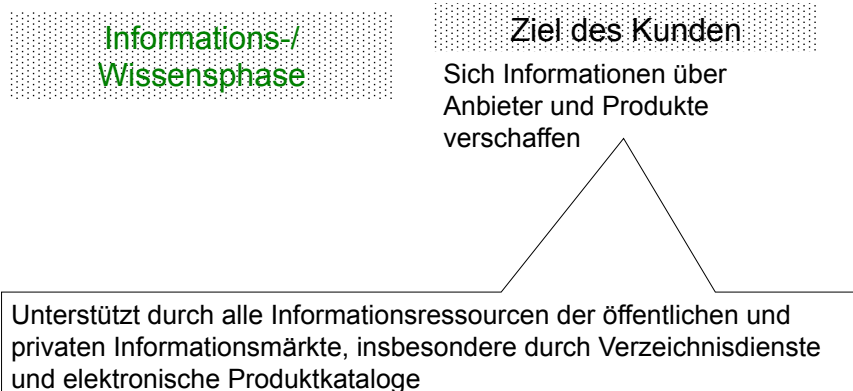 Informations-/
Wissensphase
Ziel des Kunden
Sich Informationen über
Anbieter und Produkte
verschaffen
Unterstützt durch alle Informationsressourcen der öffentlichen und
privaten Informationsmärkte, insbesondere durch Verzeichnisdienste
und elektronische Produktkataloge